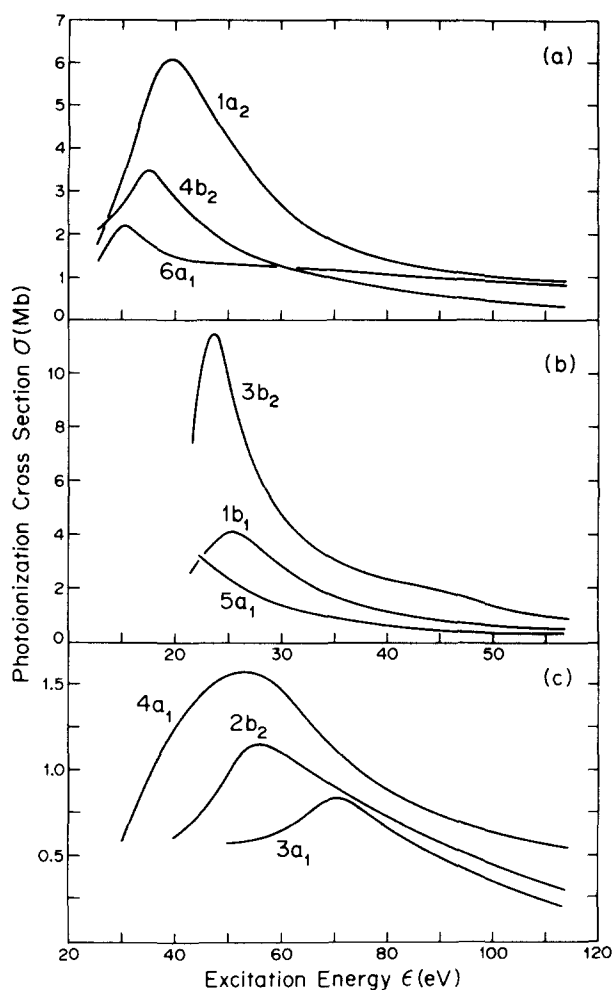 Photoionization Cross Section σ(Mb)
(a)
7
6
5
4
3
2
1
0
1a₂
4b₂
6a₁
(b)
10
8
6
4
2
0
3b₂
1b₁
5a₁
20 30 40 50
(c)
1.5
1.0
0.5
4a₁
2b₂
3a₁
20 40 60 80 100 120
Excitation Energy ϵ(eV)